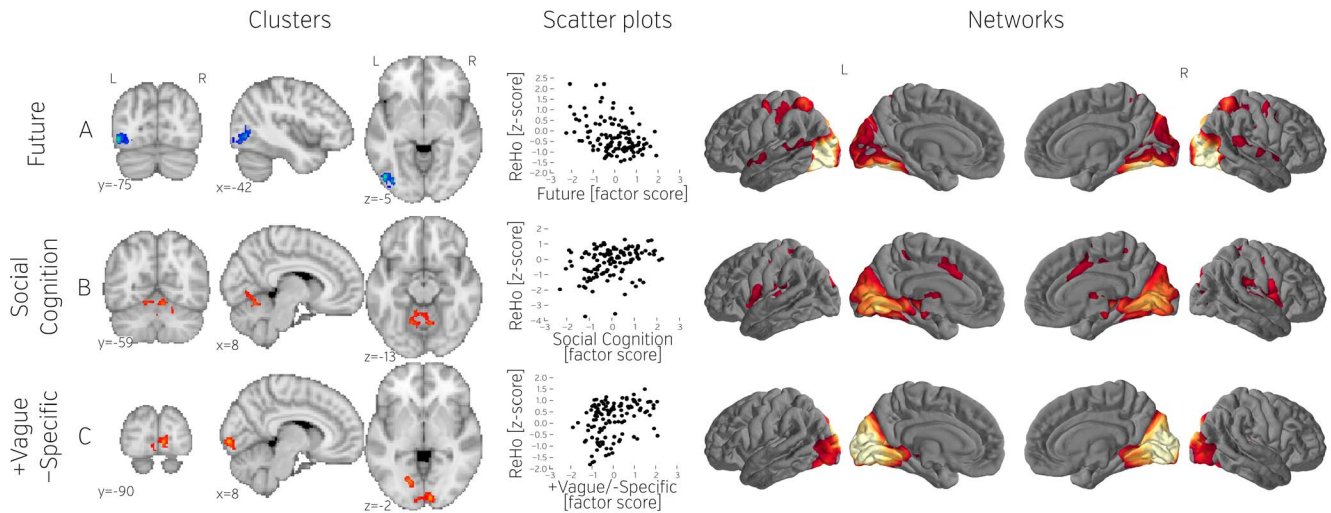 Clusters
Scatter plots
Networks
L
R
L
R
L
R
Future
A
y=-75
x=-42
z=-5
ReHo [z-score]
2.5
2.0
1.5
1.0
0.5
0.0
-0.5
-1.0
-1.5
-2.0
-3 -2 -1 0 1 2 3
Future [factor score]
Social
Cognition
B
y=-59
x=8
z=-13
ReHo [z-score]
2
1
0
-1
-2
-3
-4
-3 -2 -1 0 1 2 3
Social Cognition
[factor score]
+Vague
−Specific
C
y=-90
x=8
z=-2
ReHo [z-score]
2.0
1.5
1.0
0.5
0.0
-0.5
-1.0
-1.5
-2.0
-3 -2 -1 0 1 2 3
+Vague/-Specific
[factor score]